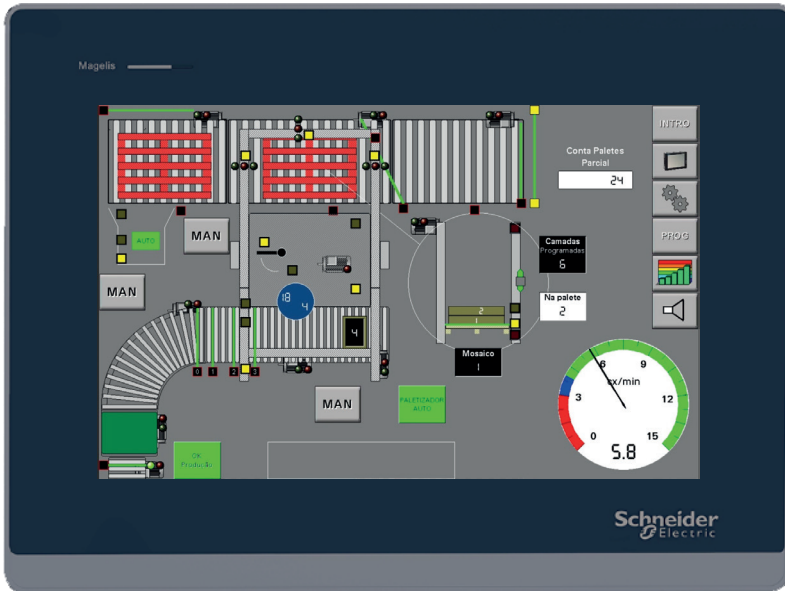 Magelis
INTRO
Conta Paletes
Parcial
24
PROG
AUTO
MAN
MAN
Camadas
Programadas
6
Na palete
2
18
4
4
2
1
0
1
2
3
Mosaico
1
MAN
PALETIZADOR
AUTO
OK
Produção
6
9
cx/min
3
12
0
15
5.8
Schneider
Electric